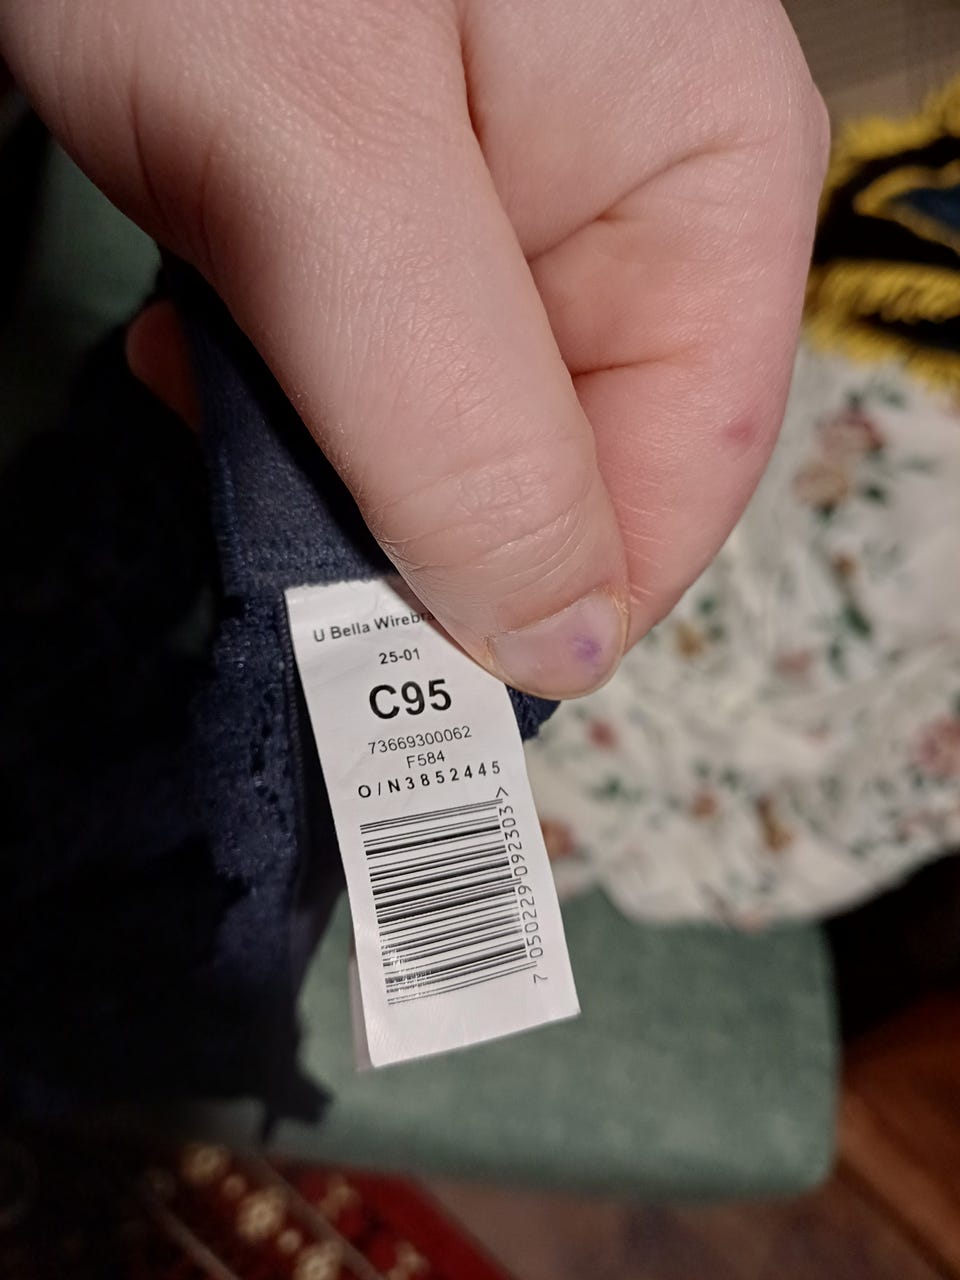 U Bella Wirebra
25-01
C95
73669300062
F584
O/N3852445
7 050229 092303 >